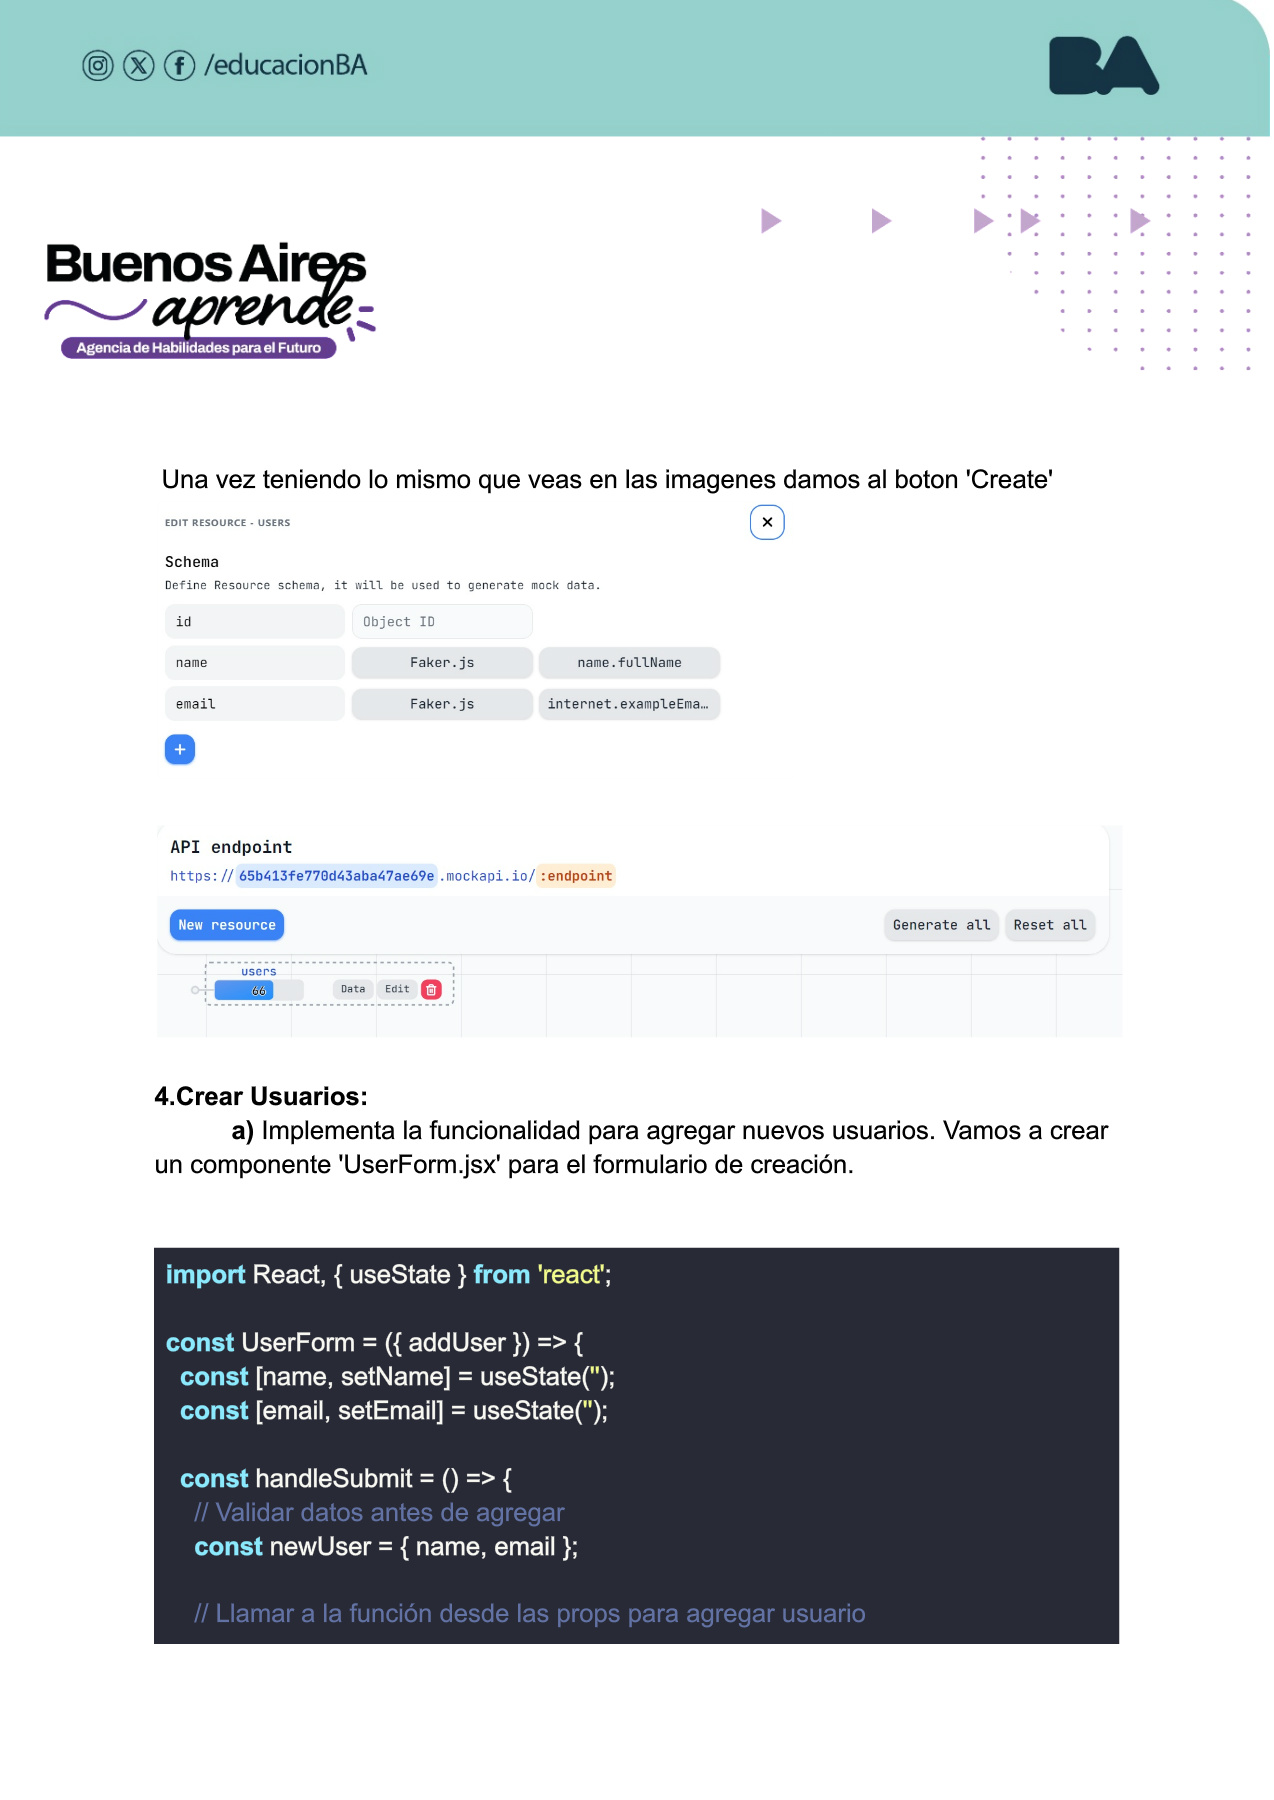 /educacionBA
BA
Buenos Aires
aprende
Agencia de Habilidades para el Futuro
Una vez teniendo lo mismo que veas en las imagenes damos al boton 'Create'
EDIT RESOURCE - USERS
Schema
Define Resource schema, it will be used to generate mock data.
id Object ID
name Faker.js name.fullName
email Faker.js internet.exampleEma…
API endpoint
https://65b413fe770d43aba47ae69e.mockapi.io/:endpoint
New resource Generate all Reset all
users
66 Data Edit
4.Crear Usuarios:
a) Implementa la funcionalidad para agregar nuevos usuarios. Vamos a crear
un componente 'UserForm.jsx' para el formulario de creación.
import React, { useState } from 'react';
const UserForm = ({ addUser }) => {
const [name, setName] = useState('');
const [email, setEmail] = useState('');
const handleSubmit = () => {
// Validar datos antes de agregar
const newUser = { name, email };
// Llamar a la función desde las props para agregar usuario